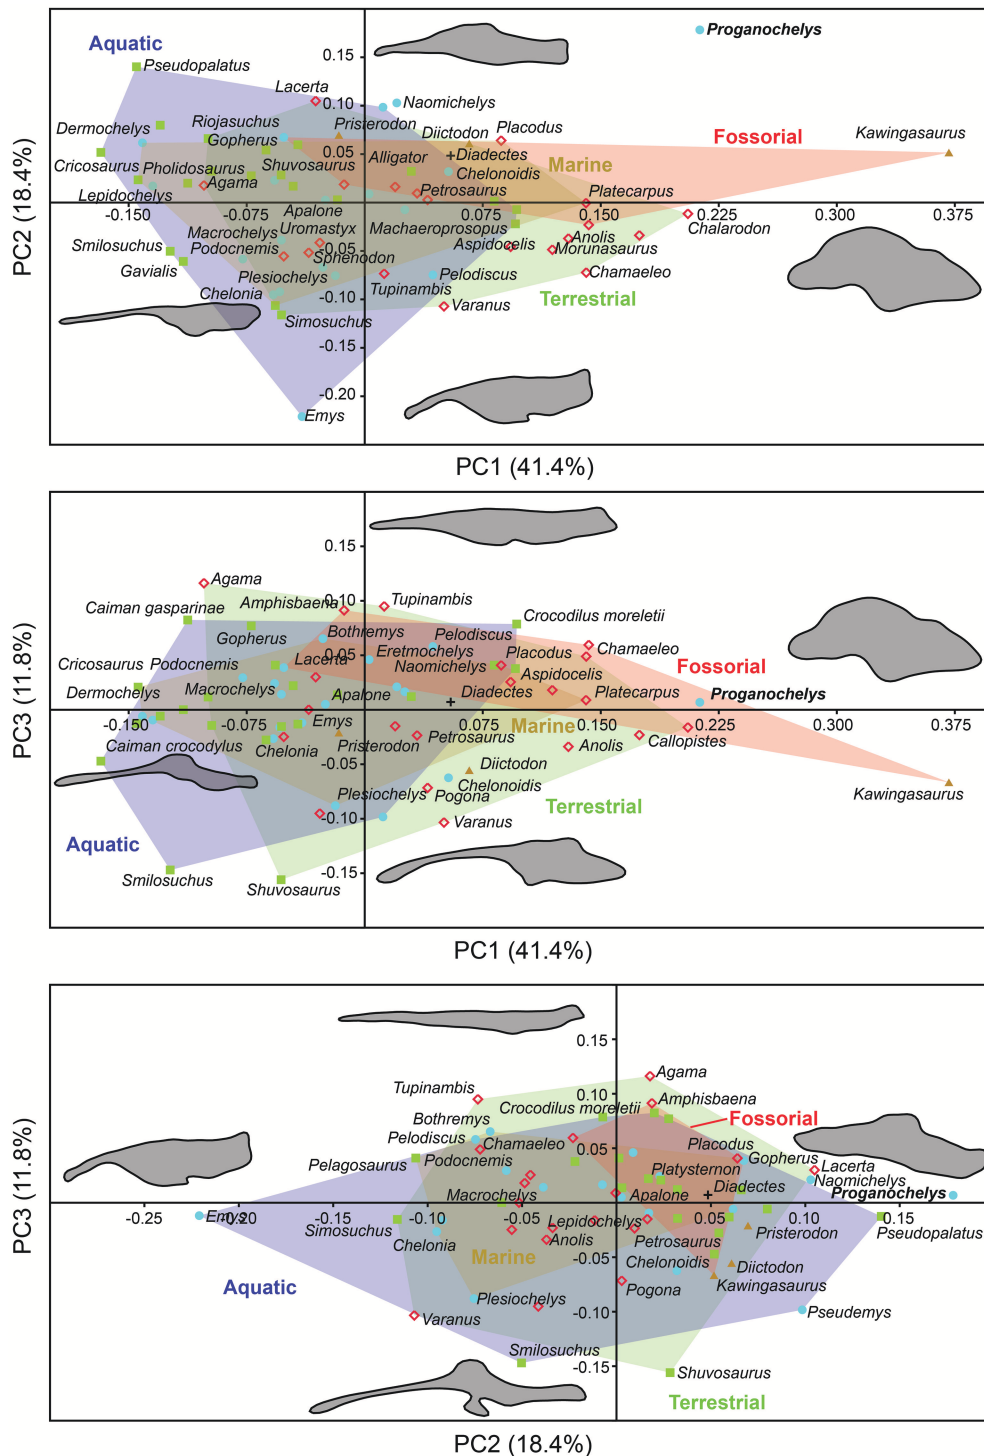 Aquatic
Proganochelys
0.15
Pseudopalatus
Lacerta
0.10
Naomichelys
Dermochelys
Riojasuchus
Pristerodon
Placodus
Fossorial
Kawingasaurus
Gopherus
Diictodon
0.05
Cricosaurus
Pholidosaurus
Shuvosaurus
Alligator
Diadectes
Marine
Chelonoidis
Agama
Petrosaurus
Platecarpus
Lepidochelys
-0.15
-0.075
Apalone
0.075
0.150
0.225
0.300
0.375
Macrochelys
Uromastyx
Machaeroprosopus
Anolis
Chalarodon
Smilosuchus
Podocnemis
-0.05
Sphenodon
Aspidocelis
Morunasaurus
Gavialis
Plesiochelys
Pelodiscus
Chamaeleo
Chelonia
Tupinambis
-0.10
Varanus
Terrestrial
Simosuchus
-0.15
-0.20
Emys
PC2 (18.4%)
PC1 (41.4%)
0.15
Agama
Caiman gasparinae
Amphisbaena
0.10
Tupinambis
Crocodilus moreletii
Gopherus
Bothremys
Pelodiscus
Chamaeleo
0.05
Eretmochelys
Placodus
Fossorial
Cricosaurus
Podocnemis
Lacerta
Naomichelys
Aspidocelis
Dermochelys
Macrochelys
Apalone
Diadectes
Platecarpus
Proganochelys
-0.15
-0.075
Emys
0.075
Marine
0.150
0.225
0.300
0.375
Caiman crocodylus
Chelonia
Pristerodon
Petrosaurus
Anolis
Callopistes
-0.05
Diictodon
Plesiochelys
Pogona
Chelonoidis
Kawingasaurus
-0.10
Varanus
Terrestrial
Aquatic
-0.15
Smilosuchus
Shuvosaurus
PC3 (11.8%)
PC1 (41.4%)
0.15
Tupinambis
Agama
0.10
Amphisbaena
Bothremys
Crocodilus moreletii
Fossorial
Pelodiscus
Chamaeleo
0.05
Placodus
Pelagosaurus
Podocnemis
Gopherus
Platysternon
Lacerta
Macrochelys
Diadectes
Naomichelys
Apalone
Proganochelys
-0.25
Emys
-0.20
-0.15
-0.10
-0.05
0.05
0.10
0.15
Simosuchus
Lepidochelys
Pristerodon
Pseudopalatus
Chelonia
Anolis
Petrosaurus
Marine
-0.05
Chelonoidis
Diictodon
Aquatic
Pogona
Kawingasaurus
Plesiochelys
-0.10
Pseudemys
Varanus
Smilosuchus
-0.15
Shuvosaurus
Terrestrial
PC3 (11.8%)
PC2 (18.4%)